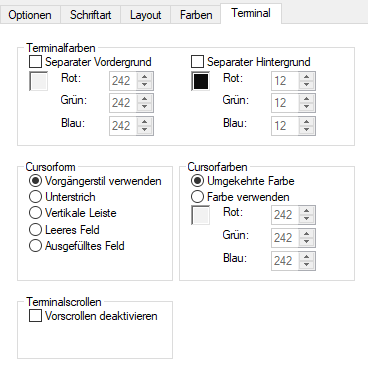 Optionen Schriftart Layout Farben Terminal
Terminalfarben
Separater Vordergrund Separater Hintergrund
Rot: 242 Rot: 12
Grün: 242 Grün: 12
Blau: 242 Blau: 12
Cursorform Cursorfarben
Vorgängerstil verwenden Umgekehrte Farbe
Unterstrich Farbe verwenden
Vertikale Leiste Rot: 242
Leeres Feld Grün: 242
Ausgefülltes Feld Blau: 242
Terminalscrollen
Vorscrollen deaktivieren